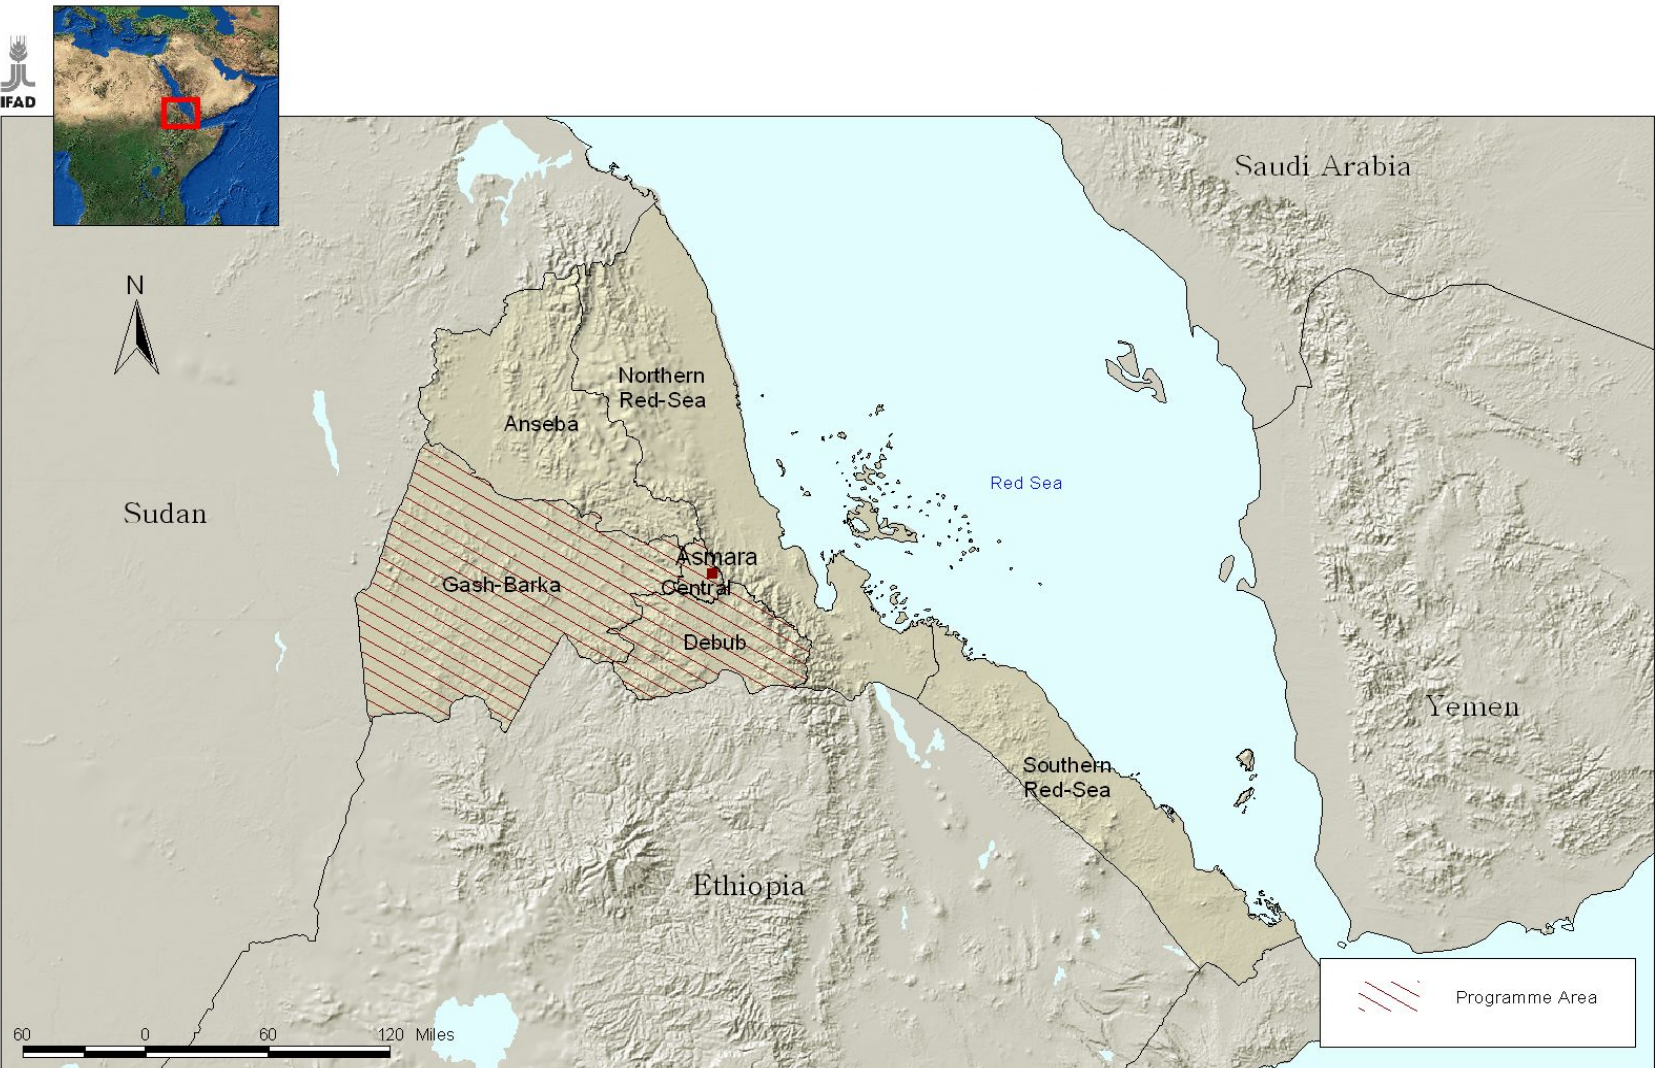 IFAD
Saudi Arabia
N
Northern
Red-Sea
Anseba
Red Sea
Sudan
Asmara
Gash-Barka
Central
Debub
Yemen
Southern
Red-Sea
Ethiopia
Programme Area
60 0 60 120 Miles